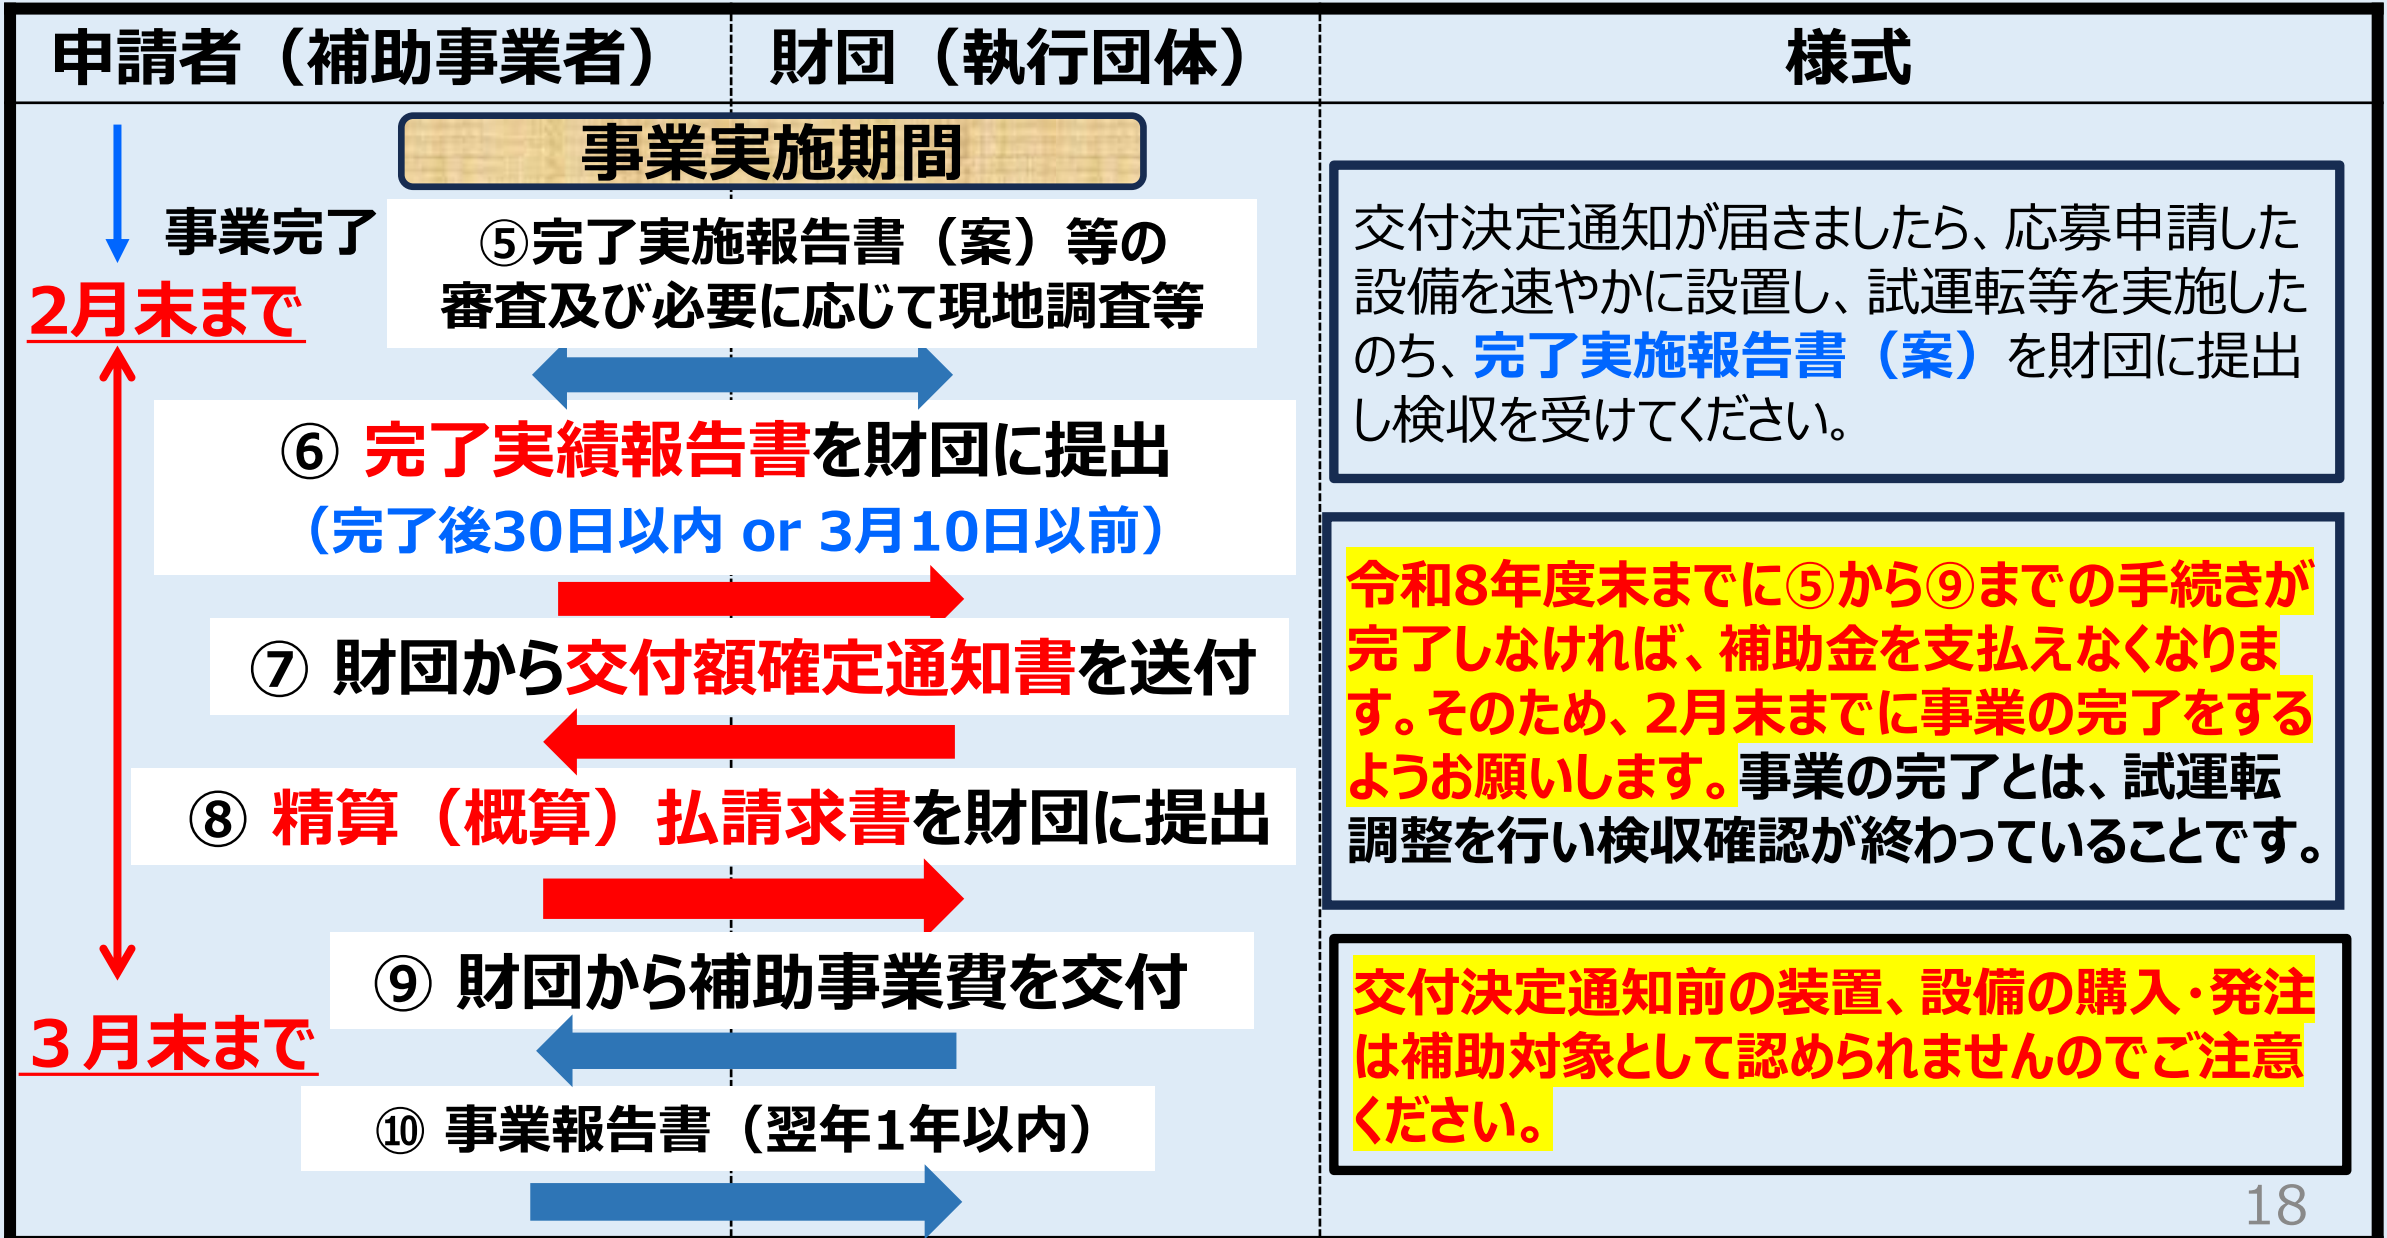 申請者（補助事業者）
財団（執行団体）
様式
事業実施期間
事業完了
2月末まで
⑤完了実施報告書（案）等の
審査及び必要に応じて現地調査等
⑥ 完了実績報告書を財団に提出
（完了後30日以内 or 3月10日以前）
⑦ 財団から交付額確定通知書を送付
⑧ 精算（概算）払請求書を財団に提出
⑨ 財団から補助事業費を交付
３月末まで
⑩ 事業報告書（翌年1年以内）
交付決定通知が届きましたら、応募申請した
設備を速やかに設置し、試運転等を実施した
のち、完了実施報告書（案）を財団に提出
し検収を受けてください。
令和8年度末までに⑤から⑨までの手続きが
完了しなければ、補助金を支払えなくなりま
す。そのため、2月末までに事業の完了をする
ようお願いします。事業の完了とは、試運転
調整を行い検収確認が終わっていることです。
交付決定通知前の装置、設備の購入・発注
は補助対象として認められませんのでご注意
ください。
18